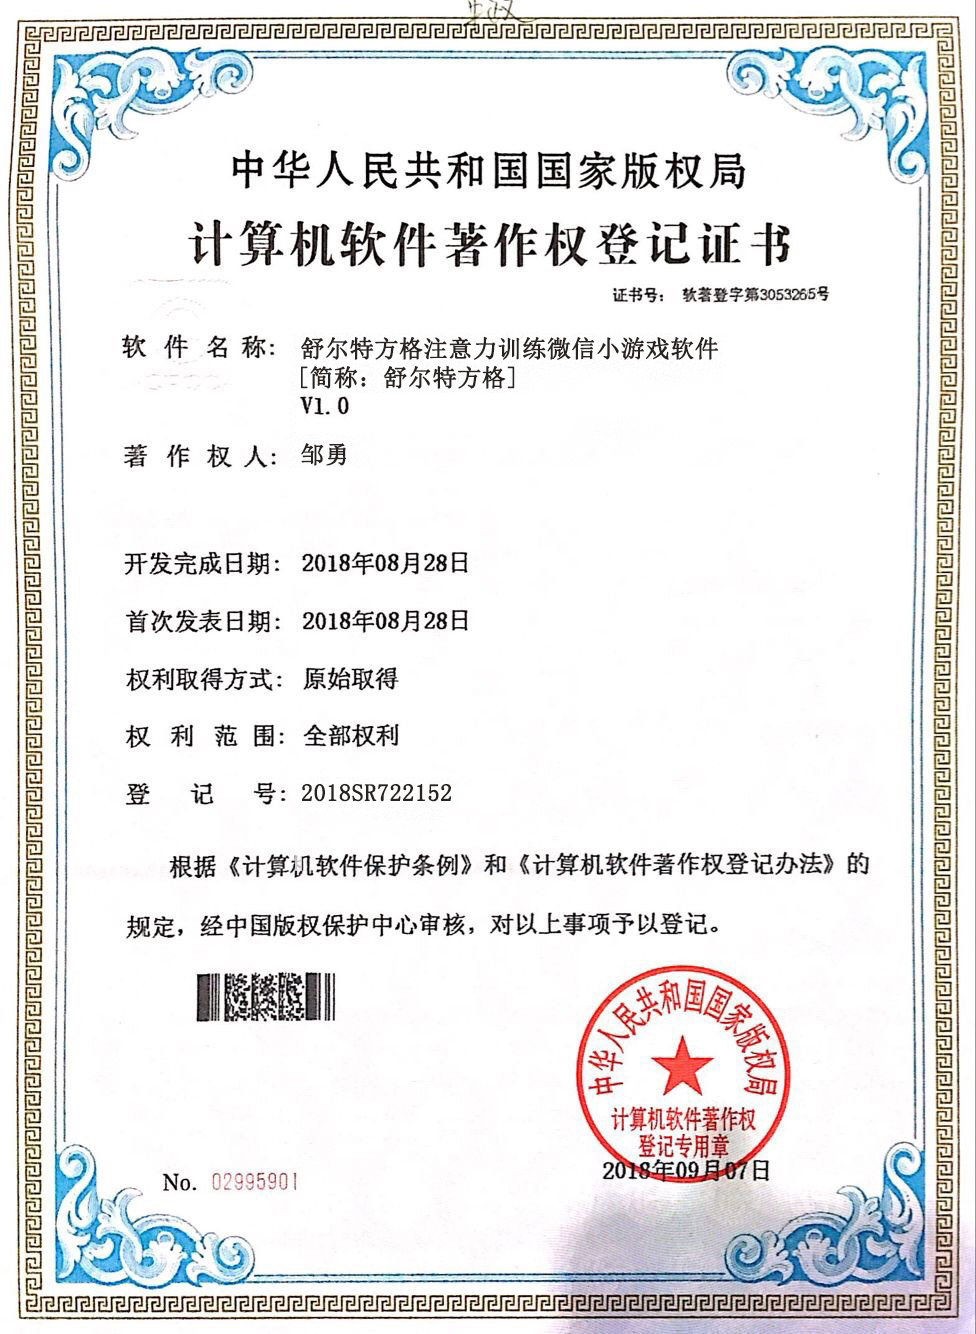 中华人民共和国国家版权局
计算机软件著作权登记证书
证书号： 软著登字第3053265号
软件名称： 舒尔特方格注意力训练微信小游戏软件
[简称：舒尔特方格]
V1.0
著作权人： 邹勇
开发完成日期： 2018年08月28日
首次发表日期： 2018年08月28日
权利取得方式： 原始取得
权利范围： 全部权利
登记号： 2018SR722152
根据《计算机软件保护条例》和《计算机软件著作权登记办法》的
规定，经中国版权保护中心审核，对以上事项予以登记。
中华人民共和国国家版权局
计算机软件著作权
登记专用章
2018年09月07日
No. 02995901